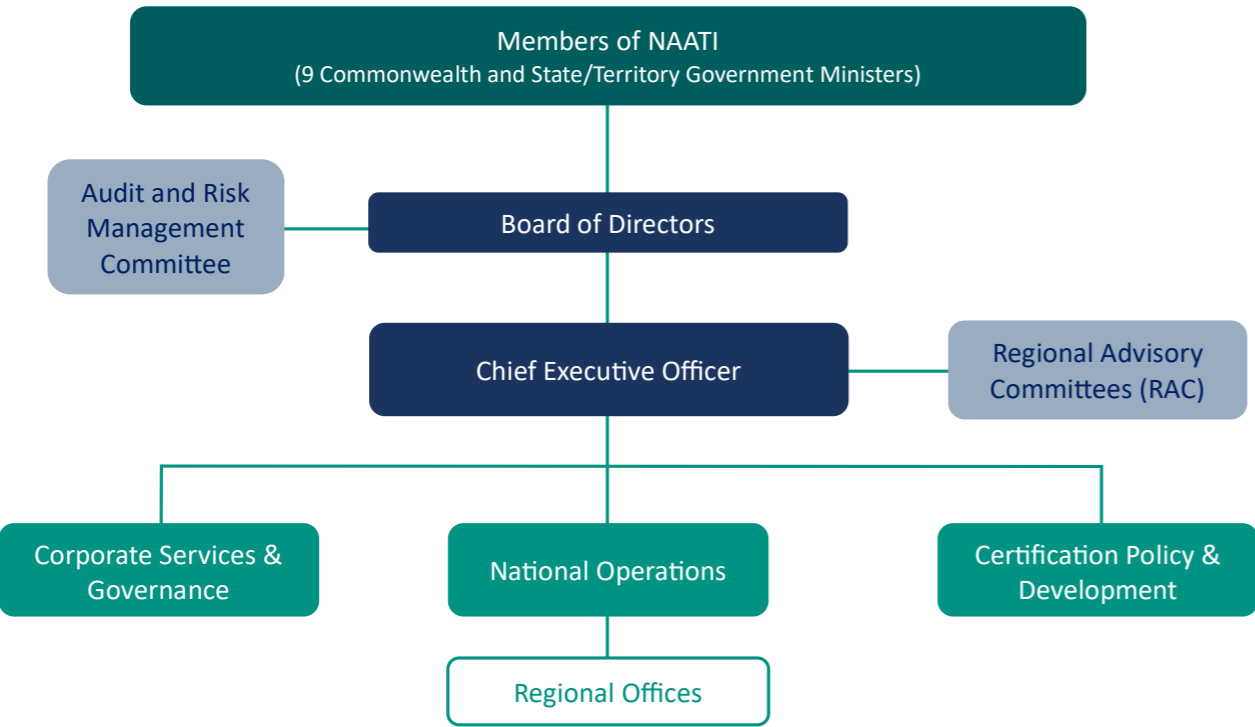 Members of NAATI
(9 Commonwealth and State/Territory Government Ministers)
Audit and Risk
Management
Committee
Board of Directors
Chief Executive Officer
Regional Advisory
Committees (RAC)
Corporate Services &
Governance
National Operations
Certification Policy &
Development
Regional Offices